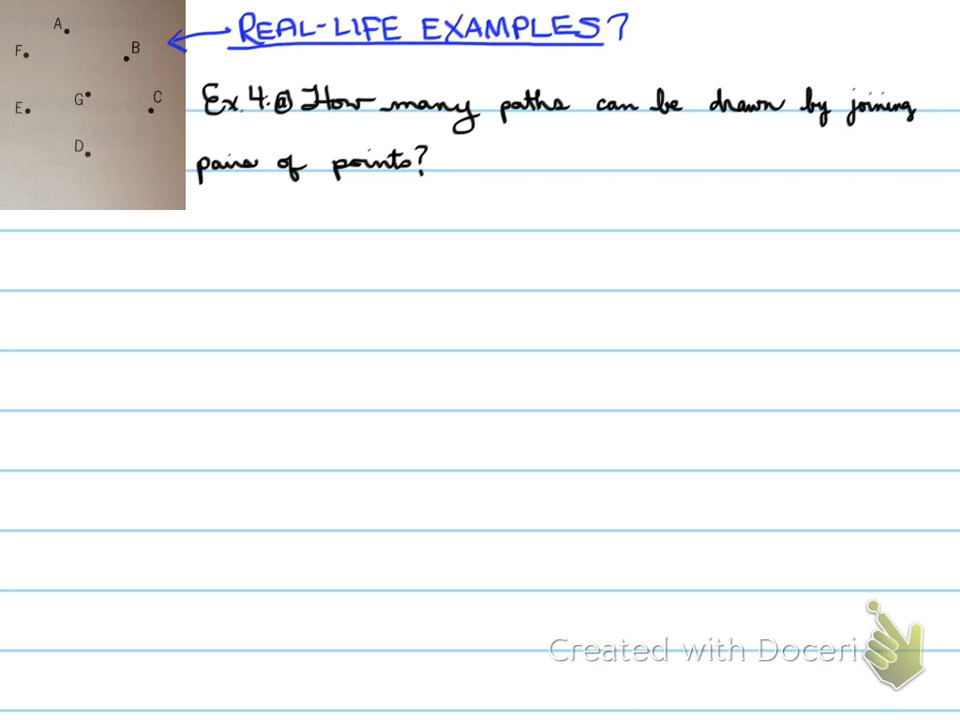 REAL-LIFE EXAMPLES?
A
F
B
G
C
E
D
Ex. 4. a) How many paths can be drawn by joining
pairs of points?
Created with Doceri